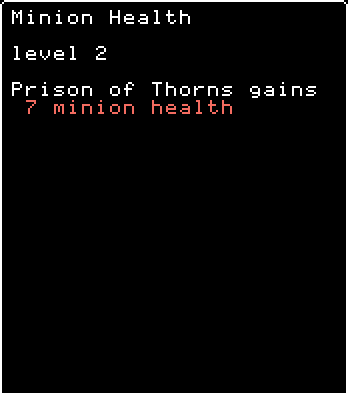 Minion Health
level 2
Prison of Thorns gains
7 minion health